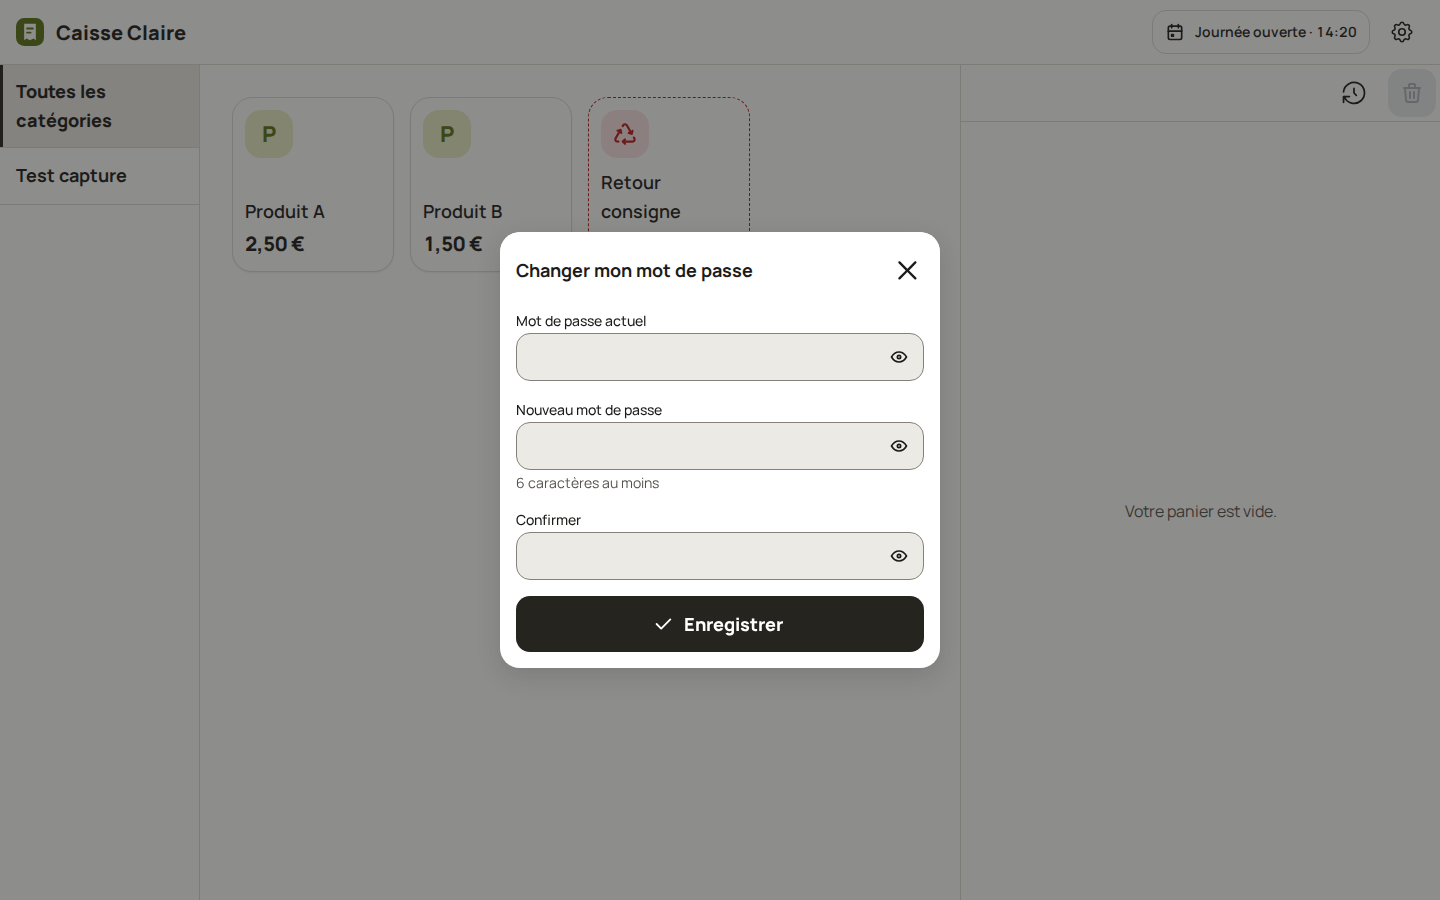 Caisse Claire
Journée ouverte · 14:20
Toutes les
catégories
Test capture
P
Produit A
2,50 €
P
Produit B
1,50 €
Retour
consigne
Changer mon mot de passe
Mot de passe actuel
Nouveau mot de passe
6 caractères au moins
Confirmer
Enregistrer
Votre panier est vide.